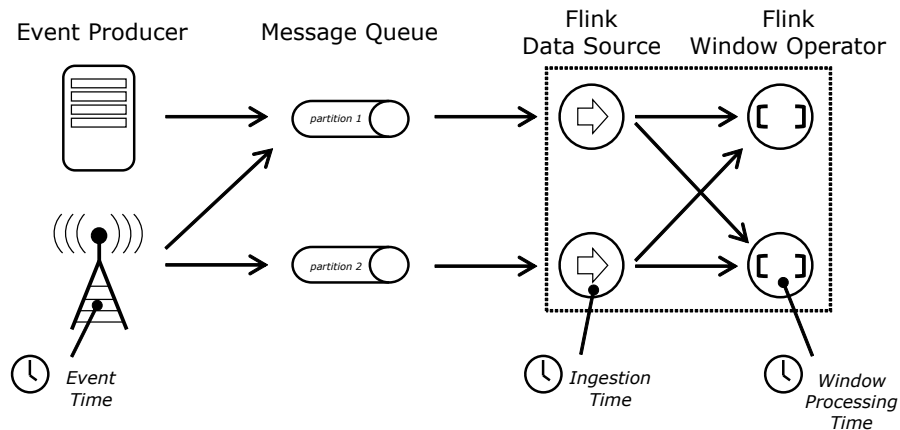 Event Producer
Message Queue
Flink
Data Source
Flink
Window Operator
partition 1
partition 2
Event
Time
Ingestion
Time
Window
Processing
Time